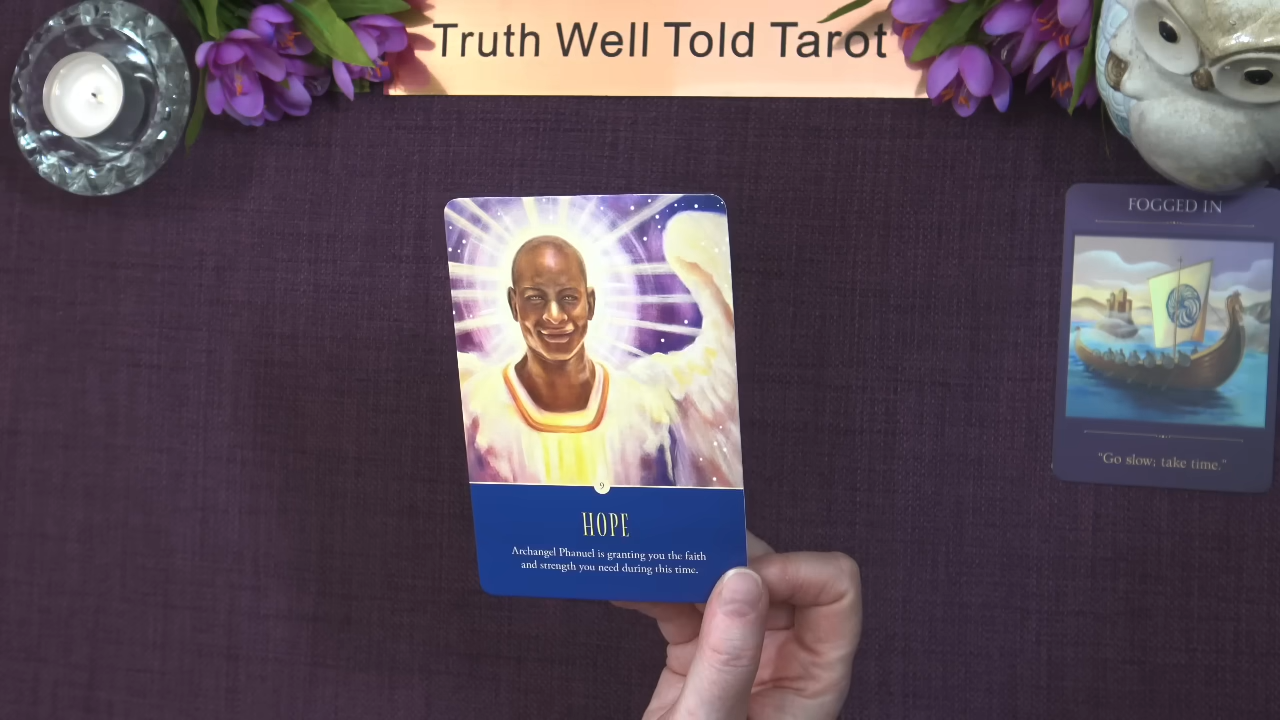 Truth Well Told Tarot
FOGGED IN
"Go slow; take time."
9
HOPE
Archangel Phanuel is granting you the faith
and strength you need during this time.